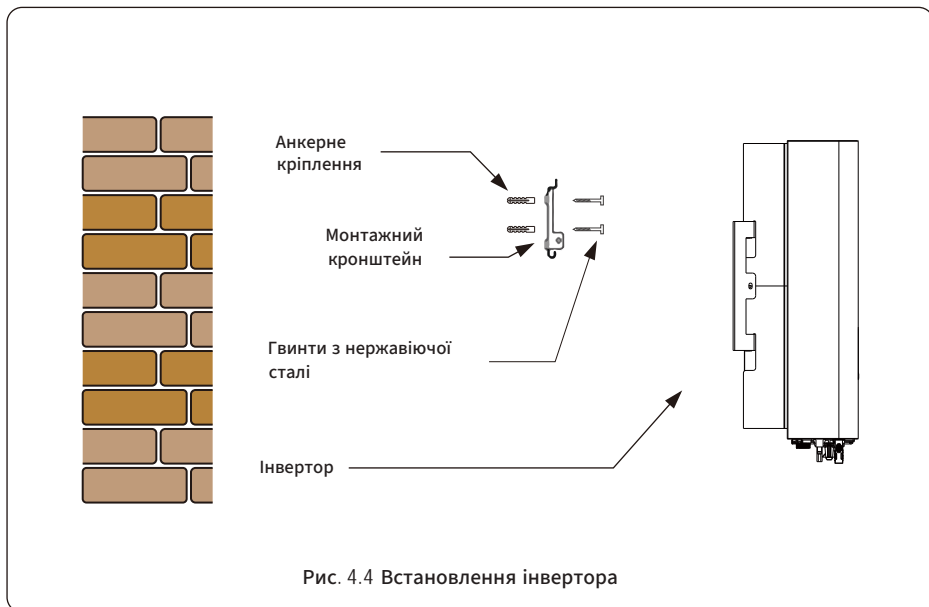 Анкерне
кріплення
Монтажний
кронштейн
Гвинти з нержавіючої
сталі
Інвертор
Рис. 4.4 Встановлення інвертора